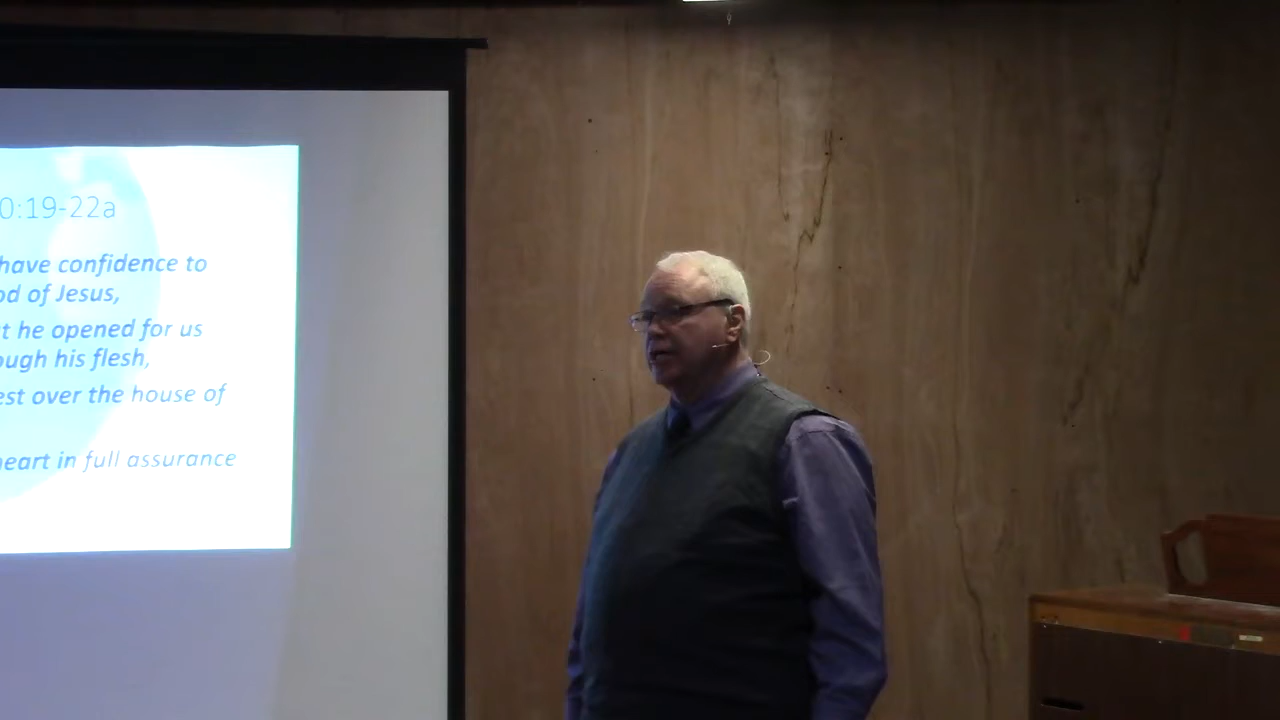 0:19-22a
have confidence to
od of Jesus,
t he opened for us
ough his flesh,
est over the house of
heart in full assurance